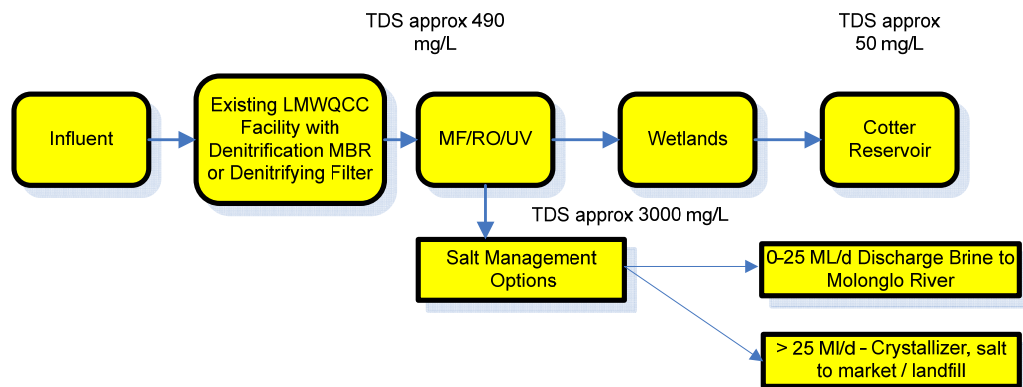 TDS approx 490
mg/L
TDS approx
50 mg/L
Influent
Existing LMWQCC
Facility with
Denitrification MBR
or Denitrifying Filter
MF/RO/UV
Wetlands
Cotter
Reservoir
TDS approx 3000 mg/L
Salt Management
Options
0-25 ML/d Discharge Brine to
Molonglo River
> 25 Ml/d - Crystallizer, salt
to market / landfill